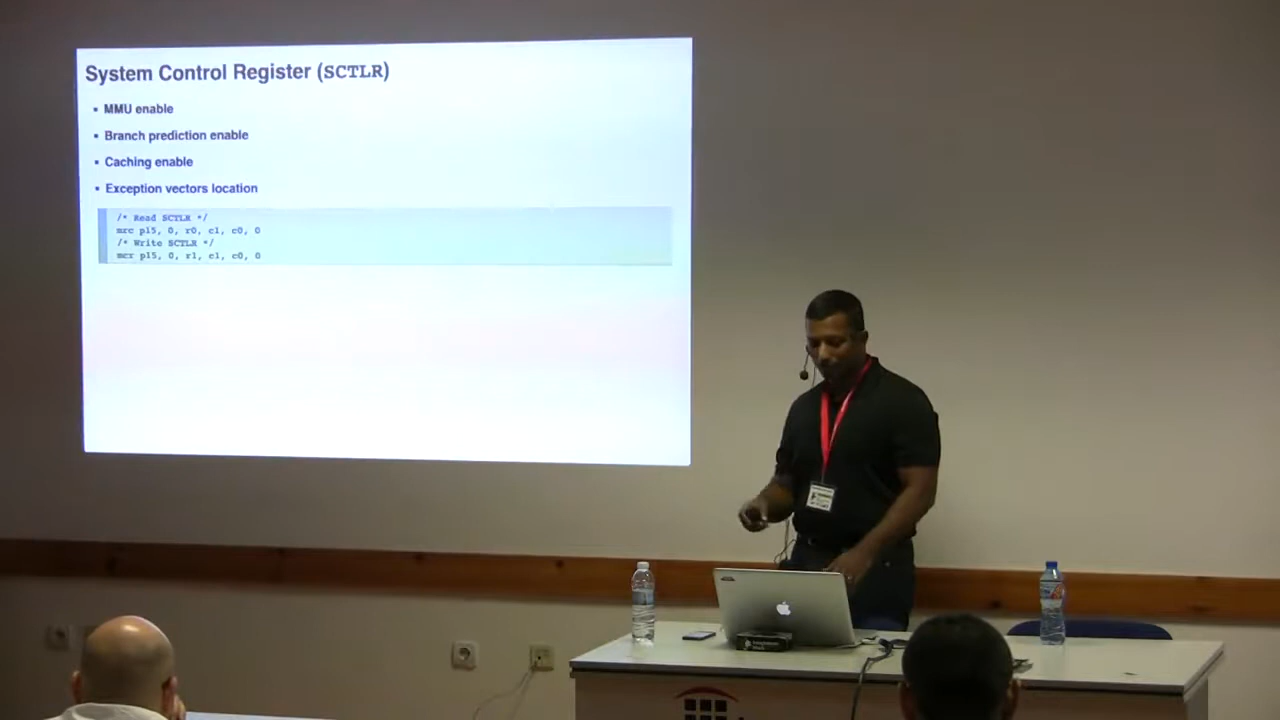 System Control Register (SCTLR)
▪ MMU enable
▪ Branch prediction enable
▪ Caching enable
▪ Exception vectors location
/* Read SCTLR */
mrc p15, 0, r0, c1, c0, 0
/* Write SCTLR */
mcr p15, 0, r1, c1, c0, 0